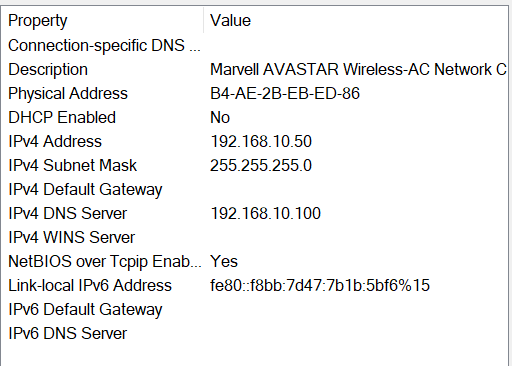 Property Value
Connection-specific DNS ...
Description Marvell AVASTAR Wireless-AC Network C
Physical Address B4-AE-2B-EB-ED-86
DHCP Enabled No
IPv4 Address 192.168.10.50
IPv4 Subnet Mask 255.255.255.0
IPv4 Default Gateway
IPv4 DNS Server 192.168.10.100
IPv4 WINS Server
NetBIOS over Tcpip Enab... Yes
Link-local IPv6 Address fe80::f8bb:7d47:7b1b:5bf6%15
IPv6 Default Gateway
IPv6 DNS Server